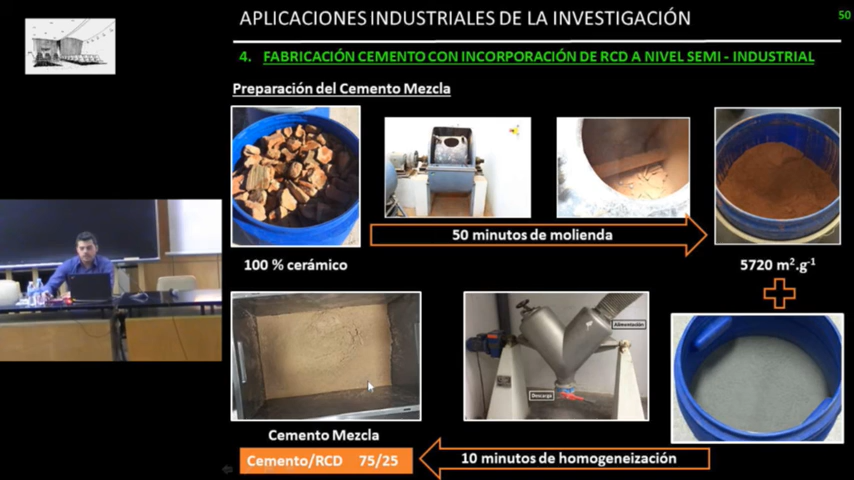 APLICACIONES INDUSTRIALES DE LA INVESTIGACIÓN
50
4. FABRICACIÓN CEMENTO CON INCORPORACIÓN DE RCD A NIVEL SEMI - INDUSTRIAL
Preparación del Cemento Mezcla
50 minutos de molienda
100 % cerámico
5720 m².g⁻¹
Alimentación
Descarga
Cemento Mezcla
Cemento/RCD 75/25
10 minutos de homogeneización